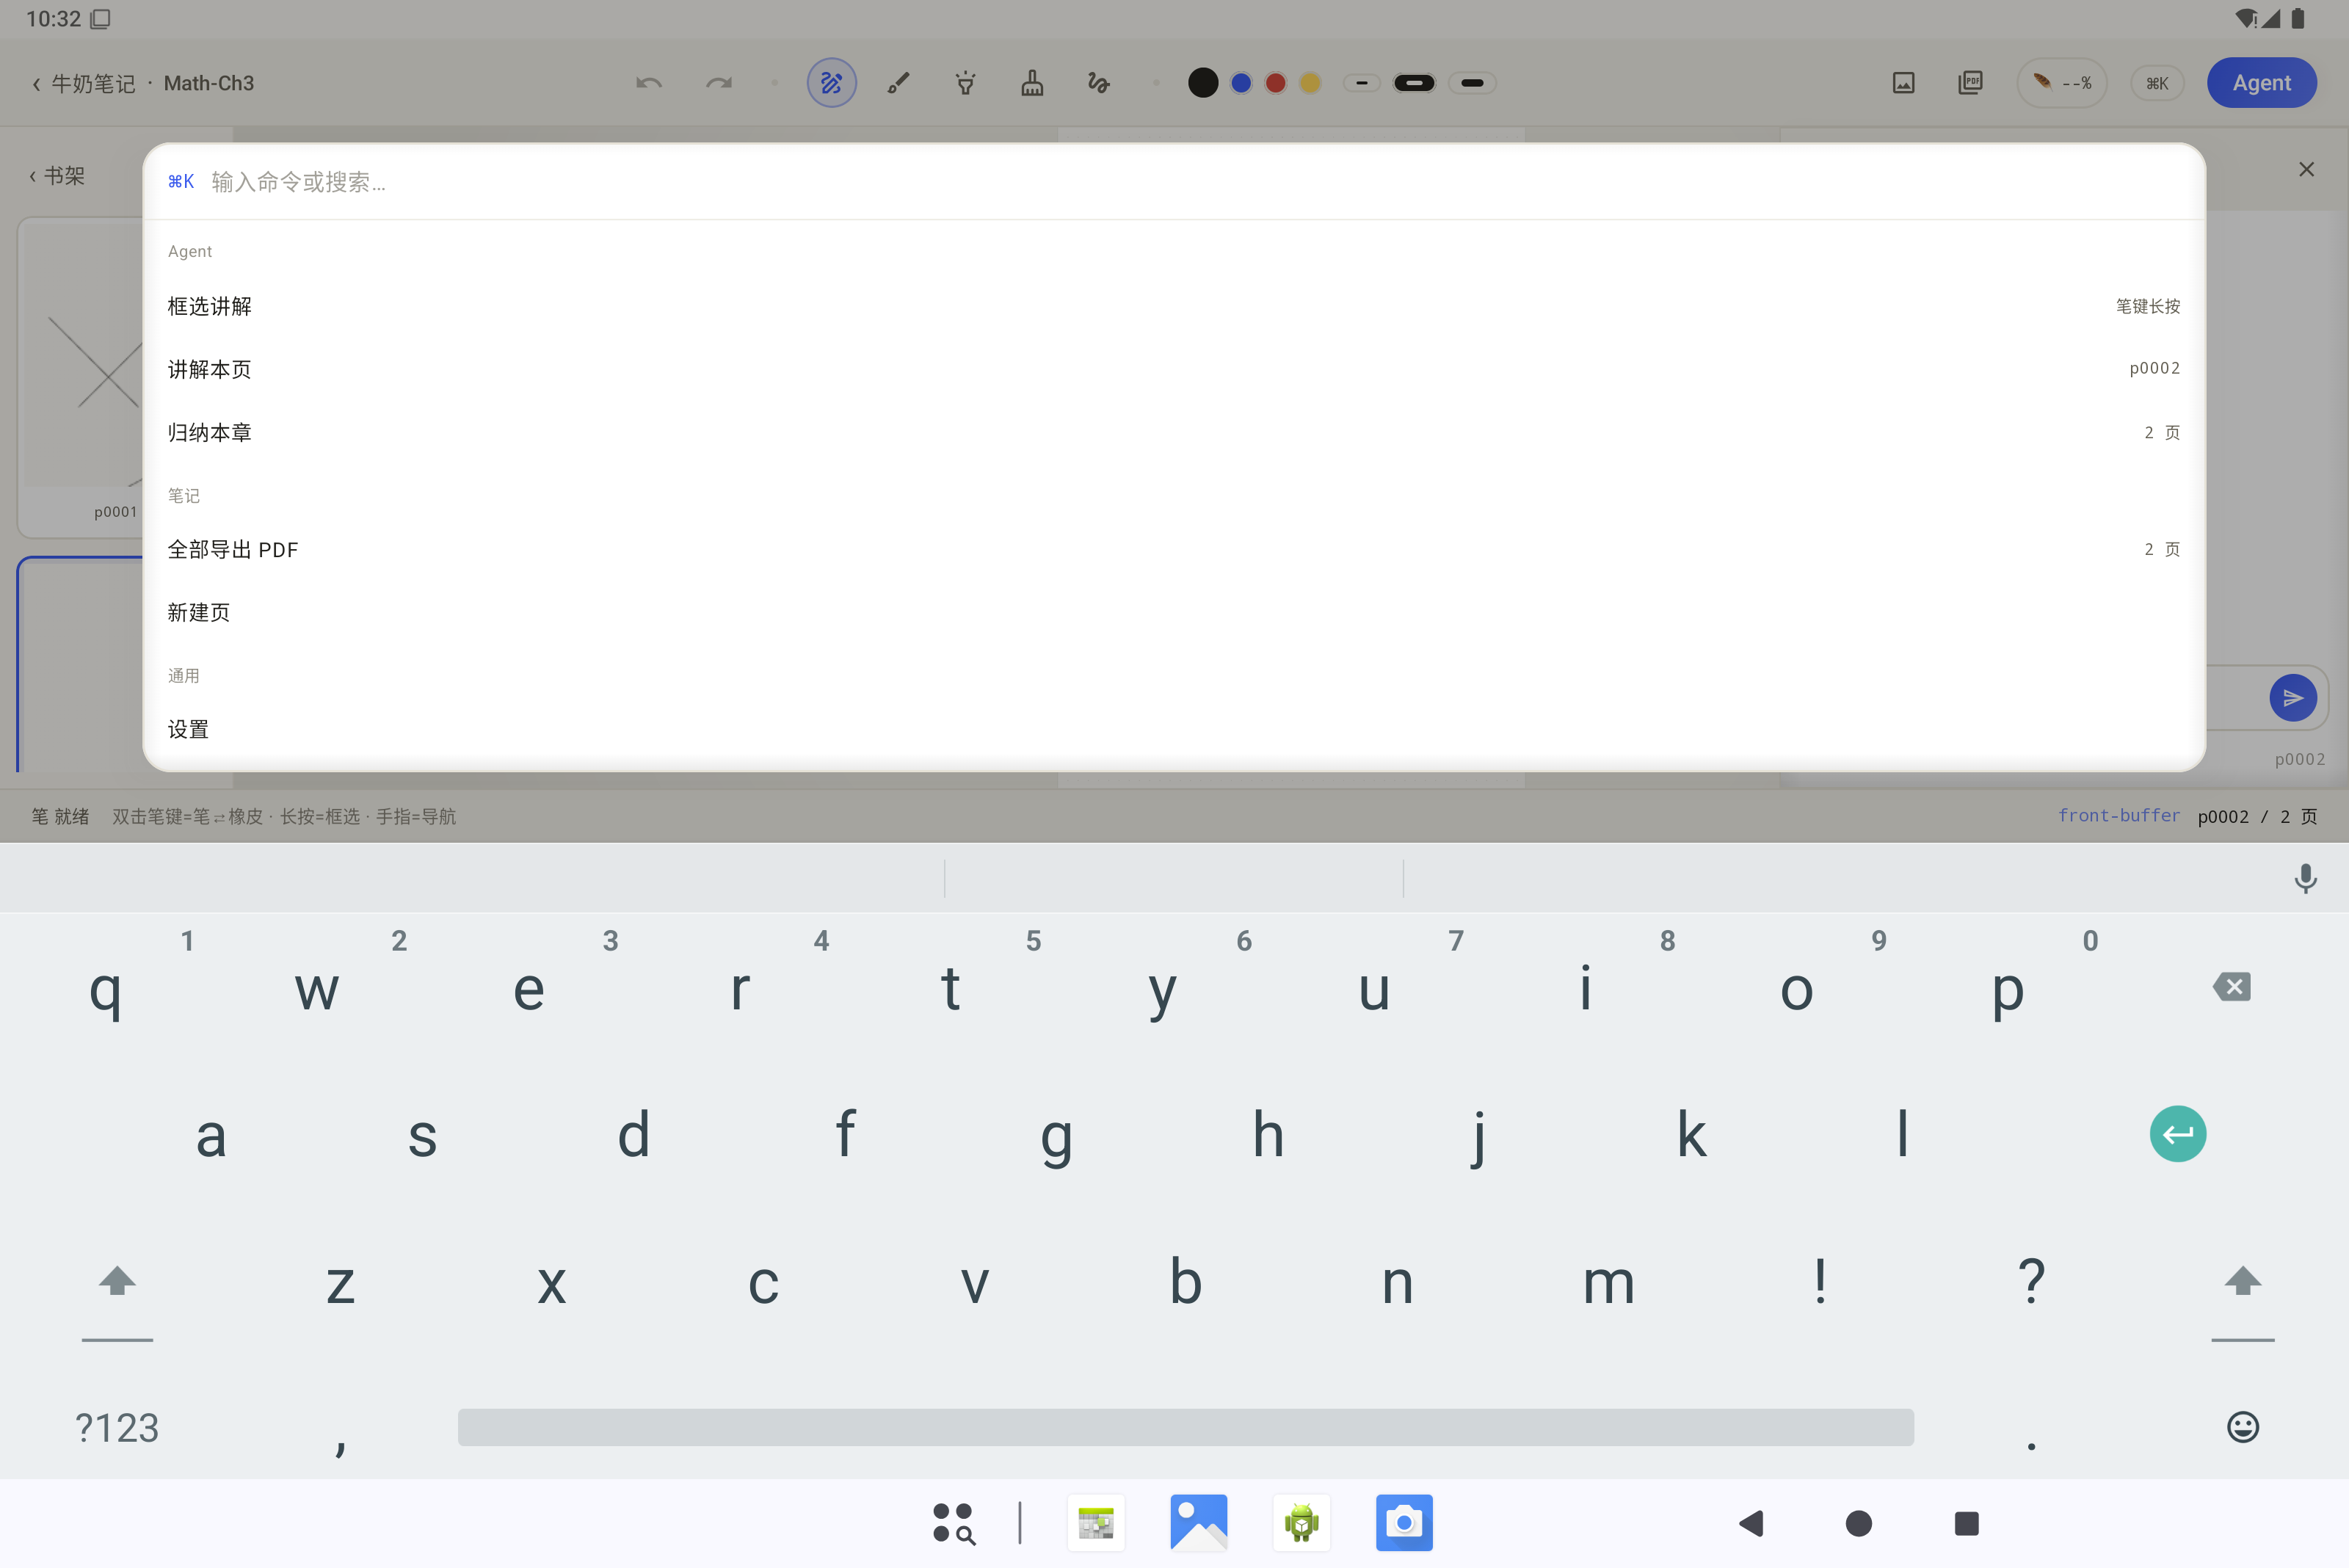 10:32
‹ 牛奶笔记 · Math-Ch3
--%
⌘K
Agent
‹ 书架
⌘K 输入命令或搜索...
Agent
框选讲解 笔键长按
讲解本页 p0002
归纳本章 2 页
笔记
全部导出 PDF 2 页
新建页
通用
设置
p0001
p0002
笔 就绪 双击笔键=笔⇌橡皮 · 长按=框选 · 手指=导航 front-buffer p0002 / 2 页
1 2 3 4 5 6 7 8 9 0
q w e r t y u i o p
a s d f g h j k l
z x c v b n m ! ?
?123 , .